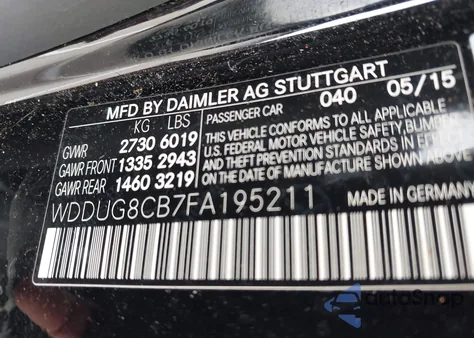 MFD BY DAIMLER AG STUTTGART
KG LBS PASSENGER CAR 040 05/15
GVWR 2730 6019
GAWR FRONT 1335 2943
GAWR REAR 1460 3219
THIS VEHICLE CONFORMS TO ALL APPLICABLE
U.S. FEDERAL MOTOR VEHICLE SAFETY, BUMPER,
AND THEFT PREVENTION STANDARDS IN EFFECT
ON THE DATE OF MANUFACTURE SHOWN ABOVE.
WDDUG8CB7FA195211 MADE IN GERMANY
AutoSnap